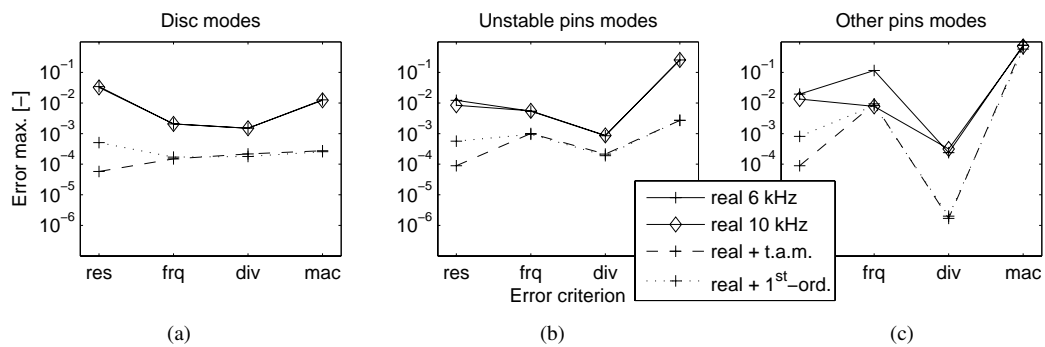 Disc modes
Unstable pins modes
Other pins modes
Error max. [−]
10−1
10−2
10−3
10−4
10−5
10−6
res frq div mac
10−1
10−2
10−3
10−4
10−5
10−6
res frq div
10−1
10−2
10−3
10−4
10−5
10−6
frq div mac
Error criterion
real 6 kHz
real 10 kHz
real + t.a.m.
real + 1st−ord.
(a)
(b)
(c)